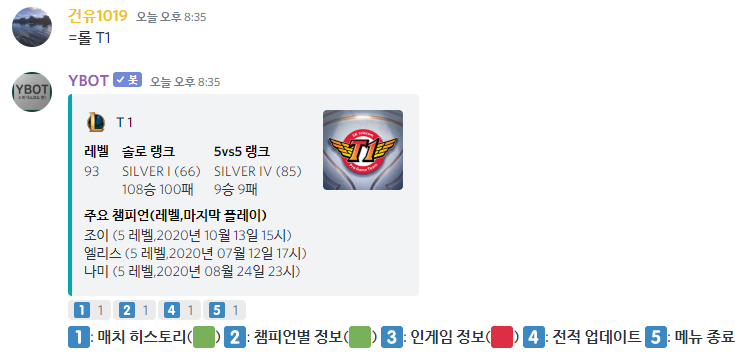 건유1019 오늘 오후 8:35
=롤 T1
YBOT
YBOT ✓ 봇 오늘 오후 8:35
T 1
레벨 솔로 랭크 5vs5 랭크
93 SILVER I (66) SILVER IV (85)
108승 100패 9승 9패
SK telecom
T1
Pro Game Team
주요 챔피언(레벨,마지막 플레이)
조이 (5 레벨,2020년 10월 13일 15시)
엘리스 (5 레벨,2020년 07월 12일 17시)
나미 (5 레벨,2020년 08월 24일 23시)
1 1 2 1 4 1 5 1
1 : 매치 히스토리( ) 2 : 챔피언별 정보( ) 3 : 인게임 정보( ) 4 : 전적 업데이트 5 : 메뉴 종료